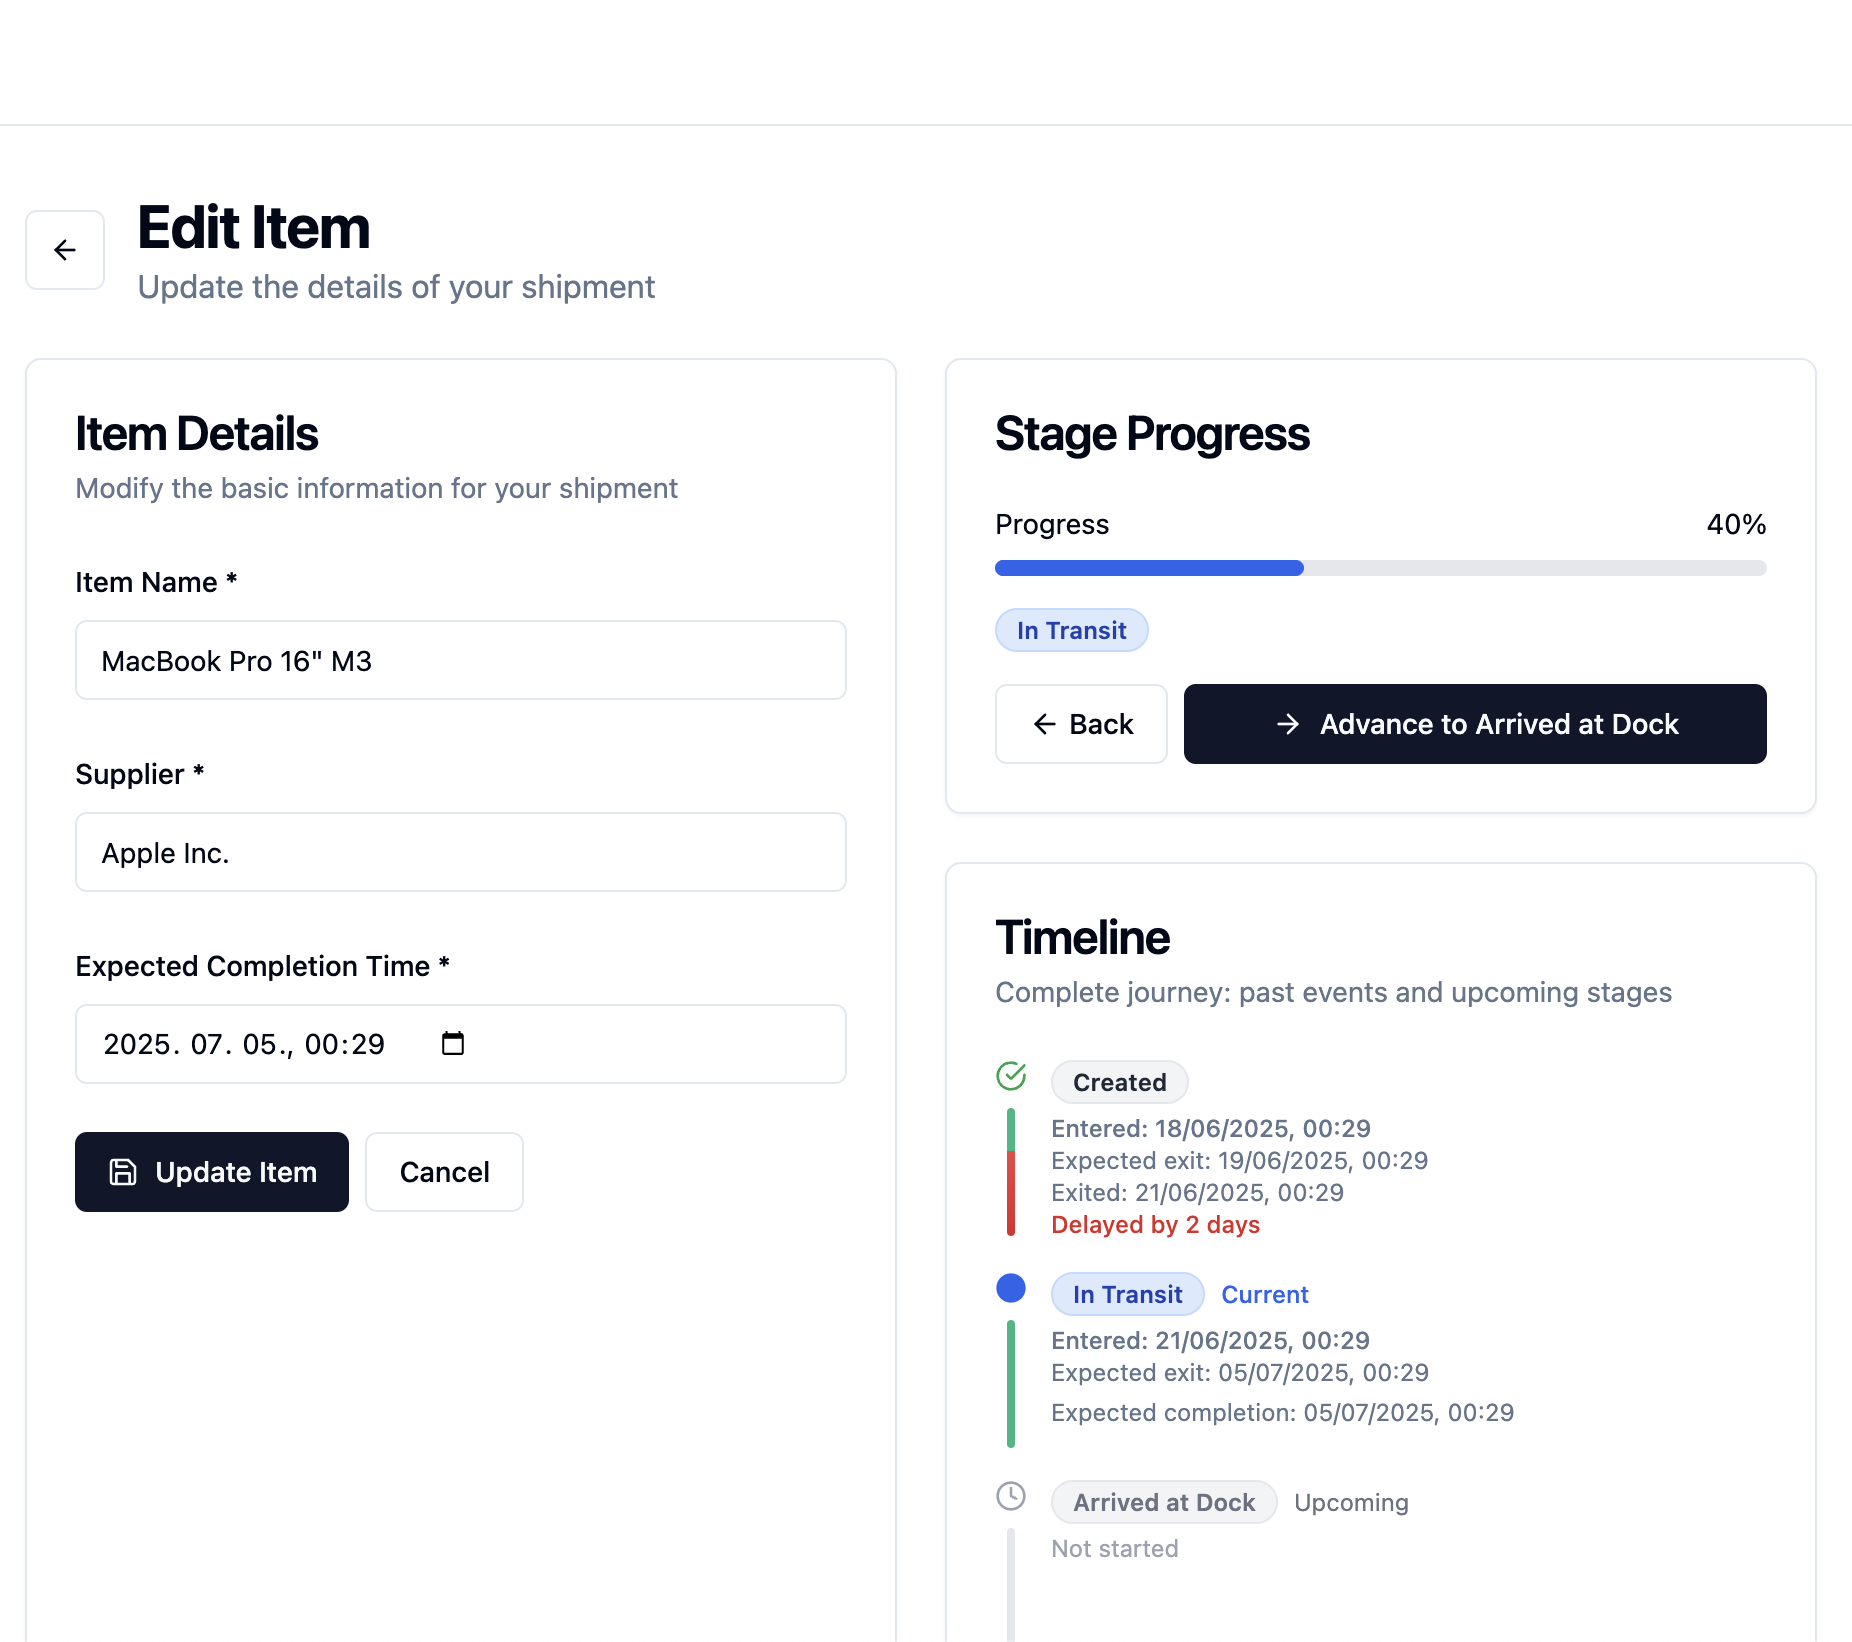 Edit Item
Update the details of your shipment
Item Details
Modify the basic information for your shipment
Item Name *
MacBook Pro 16" M3
Supplier *
Apple Inc.
Expected Completion Time *
2025. 07. 05., 00:29
Update Item
Cancel
Stage Progress
Progress
40%
In Transit
Back
Advance to Arrived at Dock
Timeline
Complete journey: past events and upcoming stages
Created
Entered: 18/06/2025, 00:29
Expected exit: 19/06/2025, 00:29
Exited: 21/06/2025, 00:29
Delayed by 2 days
In Transit Current
Entered: 21/06/2025, 00:29
Expected exit: 05/07/2025, 00:29
Expected completion: 05/07/2025, 00:29
Arrived at Dock Upcoming
Not started